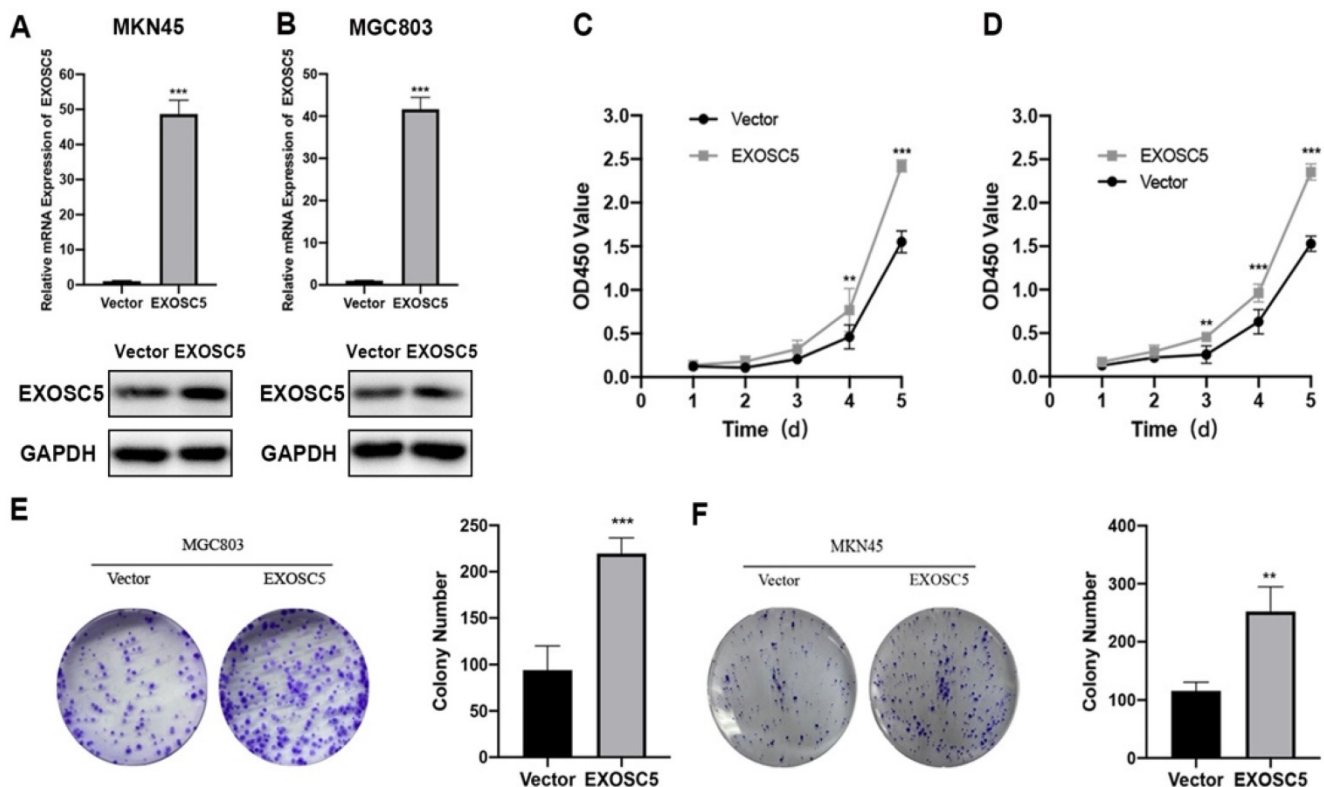 A
MKN45
Relative mRNA Expression of EXOSC5
60
50
40
30
20
10
0
***
Vector EXOSC5
Vector EXOSC5
EXOSC5
GAPDH
B
MGC803
Relative mRNA Expression of EXOSC5
50
40
30
20
10
0
***
Vector EXOSC5
Vector EXOSC5
EXOSC5
GAPDH
C
OD450 Value
3.0
2.5
2.0
1.5
1.0
0.5
0.0
Vector
EXOSC5
**
***
0 1 2 3 4 5
Time (d)
D
OD450 Value
3.0
2.5
2.0
1.5
1.0
0.5
0.0
EXOSC5
Vector
**
***
***
0 1 2 3 4 5
Time (d)
E
MGC803
Vector EXOSC5
Colony Number
250
200
150
100
50
0
***
Vector EXOSC5
F
MKN45
Vector EXOSC5
Colony Number
400
300
200
100
0
**
Vector EXOSC5